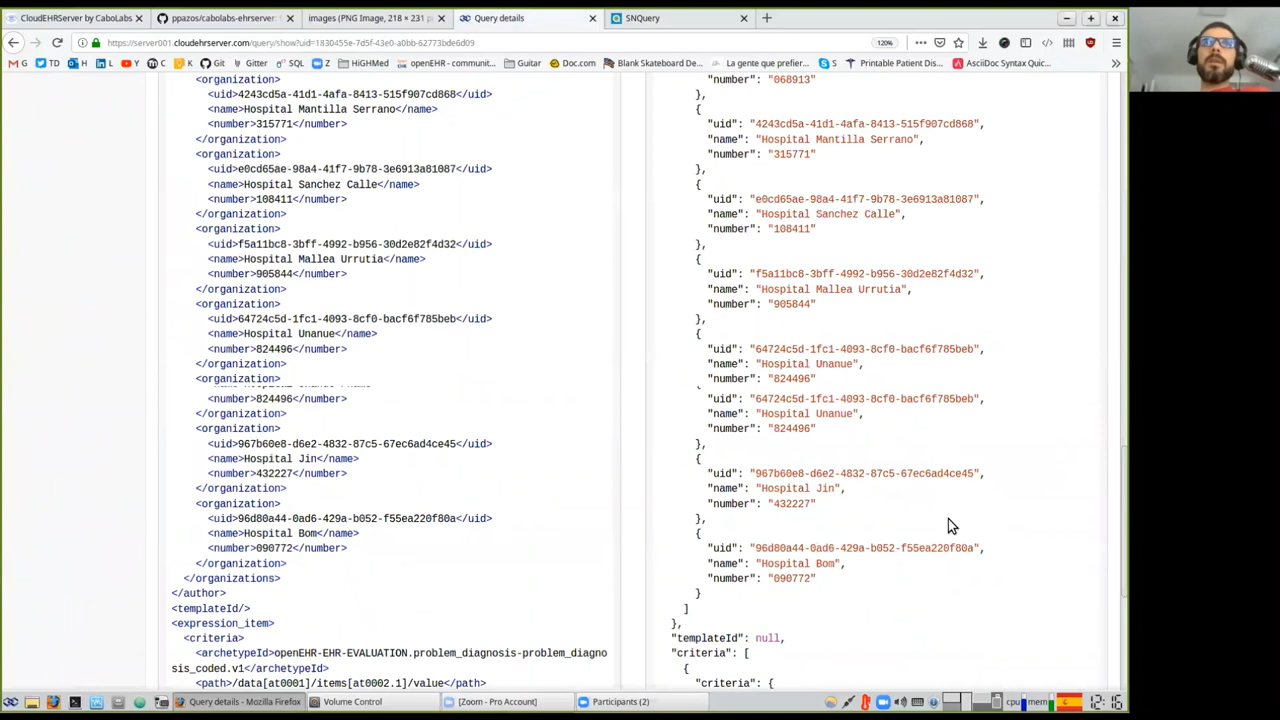 CloudEHRServer by CaboLabs
ppazos/cabolabs-ehrserver:
images (PNG Image, 218 × 231 p
Query details
SNQuery
https://server001.cloudehrserver.com/query/show?uid=1830455e-7d5f-43e0-a0bb-62773bde6d09
120%
G
TD
H
L
Y
C
K
Git
Gitter
SQL
Z
HiGHMed
openEHR - communit...
Guitar
Doc.com
Blank Skateboard De...
La gente que prefier...
S
Printable Patient Disp...
AsciiDoc Syntax Quic...
<organization>
<uid>4243cd5a-41d1-4afa-8413-515f907cd868</uid>
<name>Hospital Mantilla Serrano</name>
<number>315771</number>
</organization>
<organization>
<uid>e0cd65ae-98a4-41f7-9b78-3e6913a81087</uid>
<name>Hospital Sanchez Calle</name>
<number>108411</number>
</organization>
<organization>
<uid>f5a11bc8-3bff-4992-b956-30d2e82f4d32</uid>
<name>Hospital Mallea Urrutia</name>
<number>905844</number>
</organization>
<organization>
<uid>64724c5d-1fc1-4093-8cf0-bacf6f785beb</uid>
<name>Hospital Unanue</name>
<number>824496</number>
</organization>
<organization>
<number>824496</number>
</organization>
<organization>
<uid>967b60e8-d6e2-4832-87c5-67ec6ad4ce45</uid>
<name>Hospital Jin</name>
<number>432227</number>
</organization>
<organization>
<uid>96d80a44-0ad6-429a-b052-f55ea220f80a</uid>
<name>Hospital Bom</name>
<number>090772</number>
</organization>
</organizations>
</author>
<templateId/>
<expression_item>
<criteria>
<archetypeId>openEHR-EHR-EVALUATION.problem_diagnosis-problem_diagno
sis_coded.v1</archetypeId>
<path>/data[at0001]/items[at0002.1]/value</path>
"number": "068913"
},
{
"uid": "4243cd5a-41d1-4afa-8413-515f907cd868",
"name": "Hospital Mantilla Serrano",
"number": "315771"
},
{
"uid": "e0cd65ae-98a4-41f7-9b78-3e6913a81087",
"name": "Hospital Sanchez Calle",
"number": "108411"
},
{
"uid": "f5a11bc8-3bff-4992-b956-30d2e82f4d32",
"name": "Hospital Mallea Urrutia",
"number": "905844"
},
{
"uid": "64724c5d-1fc1-4093-8cf0-bacf6f785beb",
"name": "Hospital Unanue",
"number": "824496"
"uid": "64724c5d-1fc1-4093-8cf0-bacf6f785beb",
"name": "Hospital Unanue",
"number": "824496"
},
{
"uid": "967b60e8-d6e2-4832-87c5-67ec6ad4ce45",
"name": "Hospital Jin",
"number": "432227"
},
{
"uid": "96d80a44-0ad6-429a-b052-f55ea220f80a",
"name": "Hospital Bom",
"number": "090772"
}
]
},
"templateId": null,
"criteria": [
{
"criteria": {
Query details - Mozilla Firefox
Volume Control
[Zoom - Pro Account]
Participants (2)
cpu
mem
12:16